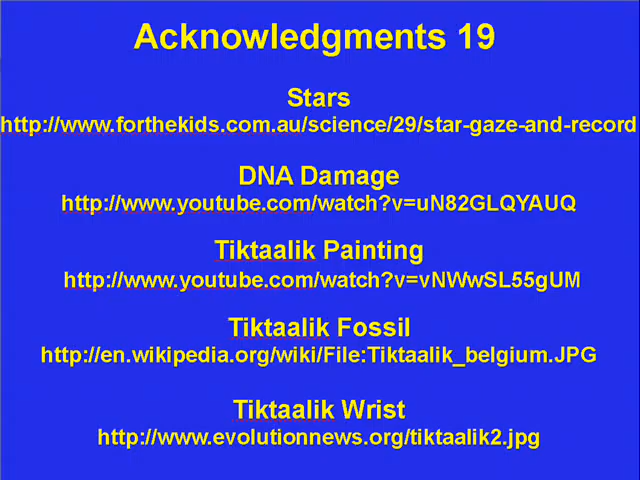 Acknowledgments 19
Stars
http://www.forthekids.com.au/science/29/star-gaze-and-record
DNA Damage
http://www.youtube.com/watch?v=uN82GLQYAUQ
Tiktaalik Painting
http://www.youtube.com/watch?v=vNWwSL55gUM
Tiktaalik Fossil
http://en.wikipedia.org/wiki/File:Tiktaalik_belgium.JPG
Tiktaalik Wrist
http://www.evolutionnews.org/tiktaalik2.jpg